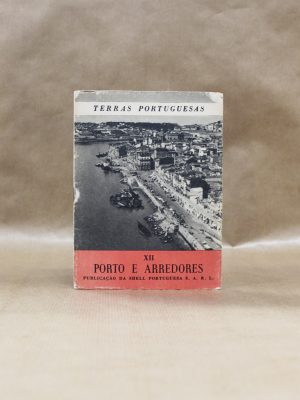 TERRAS PORTUGUESAS
XII
PORTO E ARREDORES
PUBLICAÇÃO DA SHELL PORTUGUESA S. A. R. L.